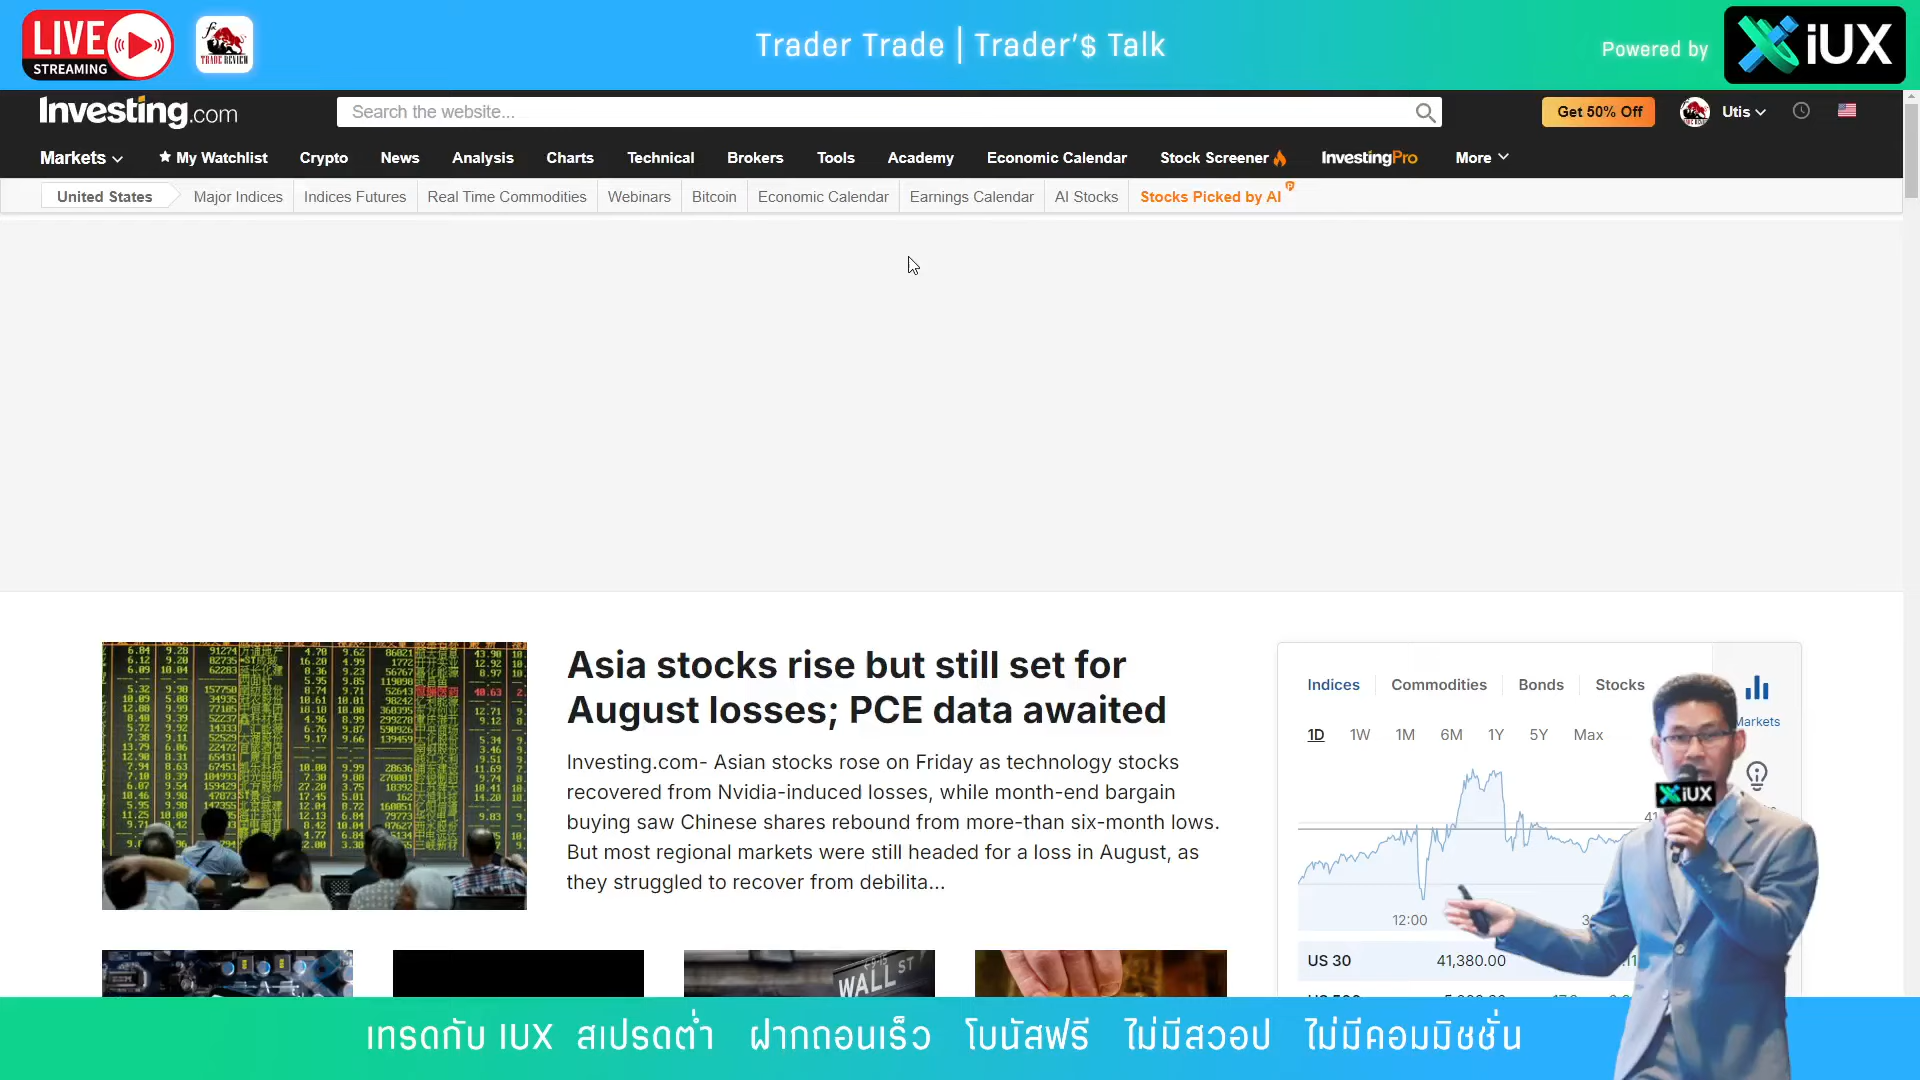 LIVE
STREAMING
TRADE REVIEW
Trader Trade | Trader'$ Talk
Powered by
iUX
Investing.com
Search the website...
Get 50% Off
Utis
Markets
My Watchlist
Crypto
News
Analysis
Charts
Technical
Brokers
Tools
Academy
Economic Calendar
Stock Screener
InvestingPro
More
United States
Major Indices
Indices Futures
Real Time Commodities
Webinars
Bitcoin
Economic Calendar
Earnings Calendar
AI Stocks
Stocks Picked by AI
Asia stocks rise but still set for
August losses; PCE data awaited
Investing.com- Asian stocks rose on Friday as technology stocks
recovered from Nvidia-induced losses, while month-end bargain
buying saw Chinese shares rebound from more-than six-month lows.
But most regional markets were still headed for a loss in August, as
they struggled to recover from debilita...
Indices
Commodities
Bonds
Stocks
Markets
1D
1W
1M
6M
1Y
5Y
Max
iUX
12:00
US 30
41,380.00
WALL ST
เทรดกับ IUX สเปรดต่ำ ฝากถอนเร็ว โบนัสฟรี ไม่มีสวอป ไม่มีคอมมิชชั่น